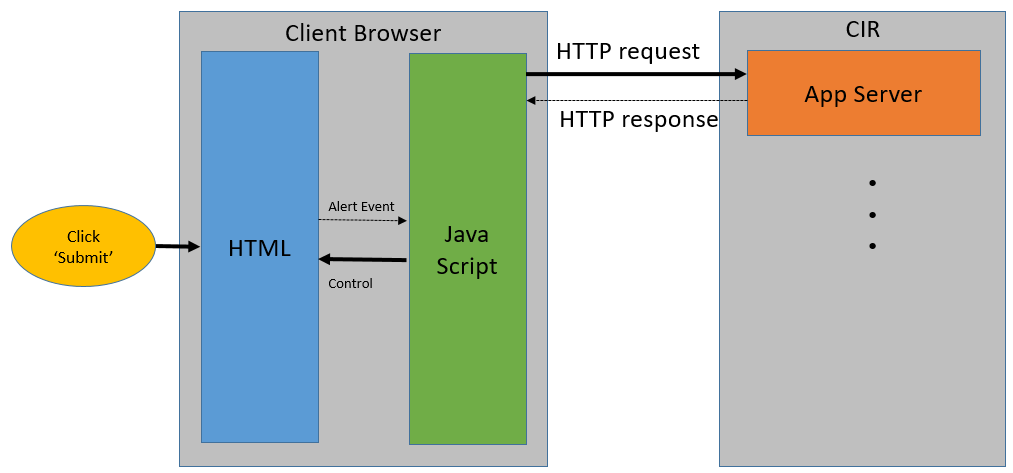 Client Browser
CIR
HTTP request
App Server
HTTP response
Alert Event
Click
‘Submit’
HTML
Java
Script
Control